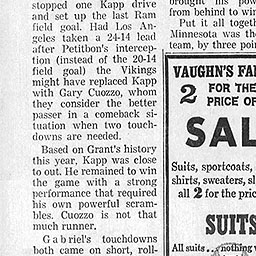 stopped one Kapp drive
and set up the last Ram
field goal. Had Los An-
geles taken a 24-14 lead
after Petitbon's intercep-
tion (instead of the 20-14
field goal) the Vikings
might have replaced Kapp
with Gary Cuozzo, whom
they consider the better
passer in a comeback si-
tuation when two touch-
downs are needed.
Based on Grant's history
this year, Kapp was close
to out. He remained to win
the game with a strong
performance that required
his own powerful scram-
bles. Cuozzo is not that
much runner.
Gabriel's touchdowns
both came on short, roll-
brought his
from behind to win
Put it all togeth
Minnesota was the
team, by three poin
VAUGHN'S FA
2 FOR THE
PRICE OF
SAL
Suits, sportcoats,
shirts, sweaters, sl
all 2 for the pric
SUITS
All suits . . nothing